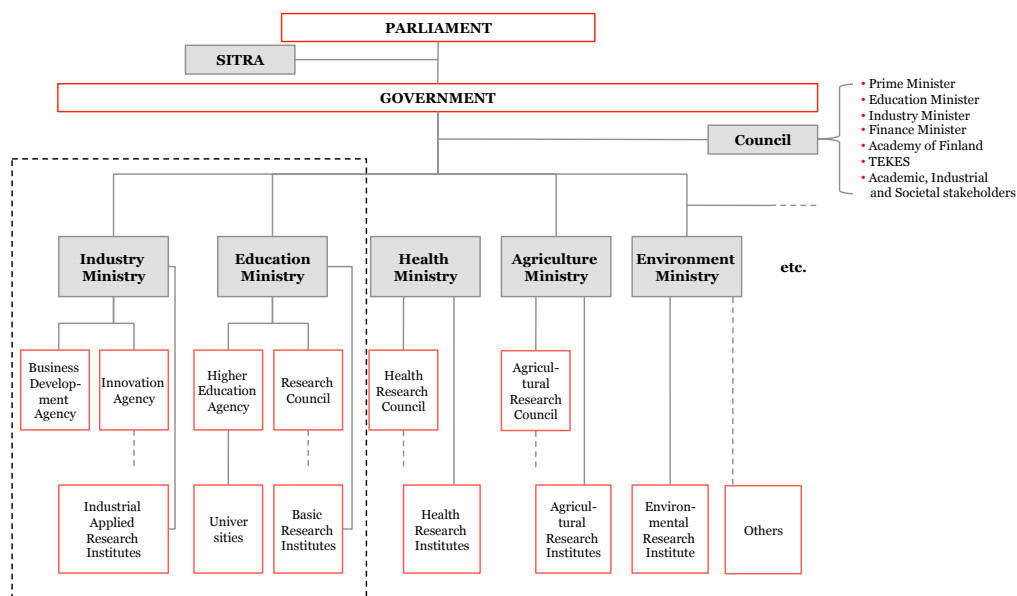 PARLIAMENT
SITRA
GOVERNMENT
Council
• Prime Minister
• Education Minister
• Industry Minister
• Finance Minister
• Academy of Finland
• TEKES
• Academic, Industrial
and Societal stakeholders
Industry
Ministry
Education
Ministry
Health
Ministry
Agriculture
Ministry
Environment
Ministry
etc.
Business
Develop-
ment
Agency
Innovation
Agency
Higher
Education
Agency
Research
Council
Health
Research
Council
Agricul-
tural
Research
Council
Industrial
Applied
Research
Institutes
Univer
sities
Basic
Research
Institutes
Health
Research
Institutes
Agricul-
tural
Research
Institutes
Environ-
mental
Research
Institute
Others